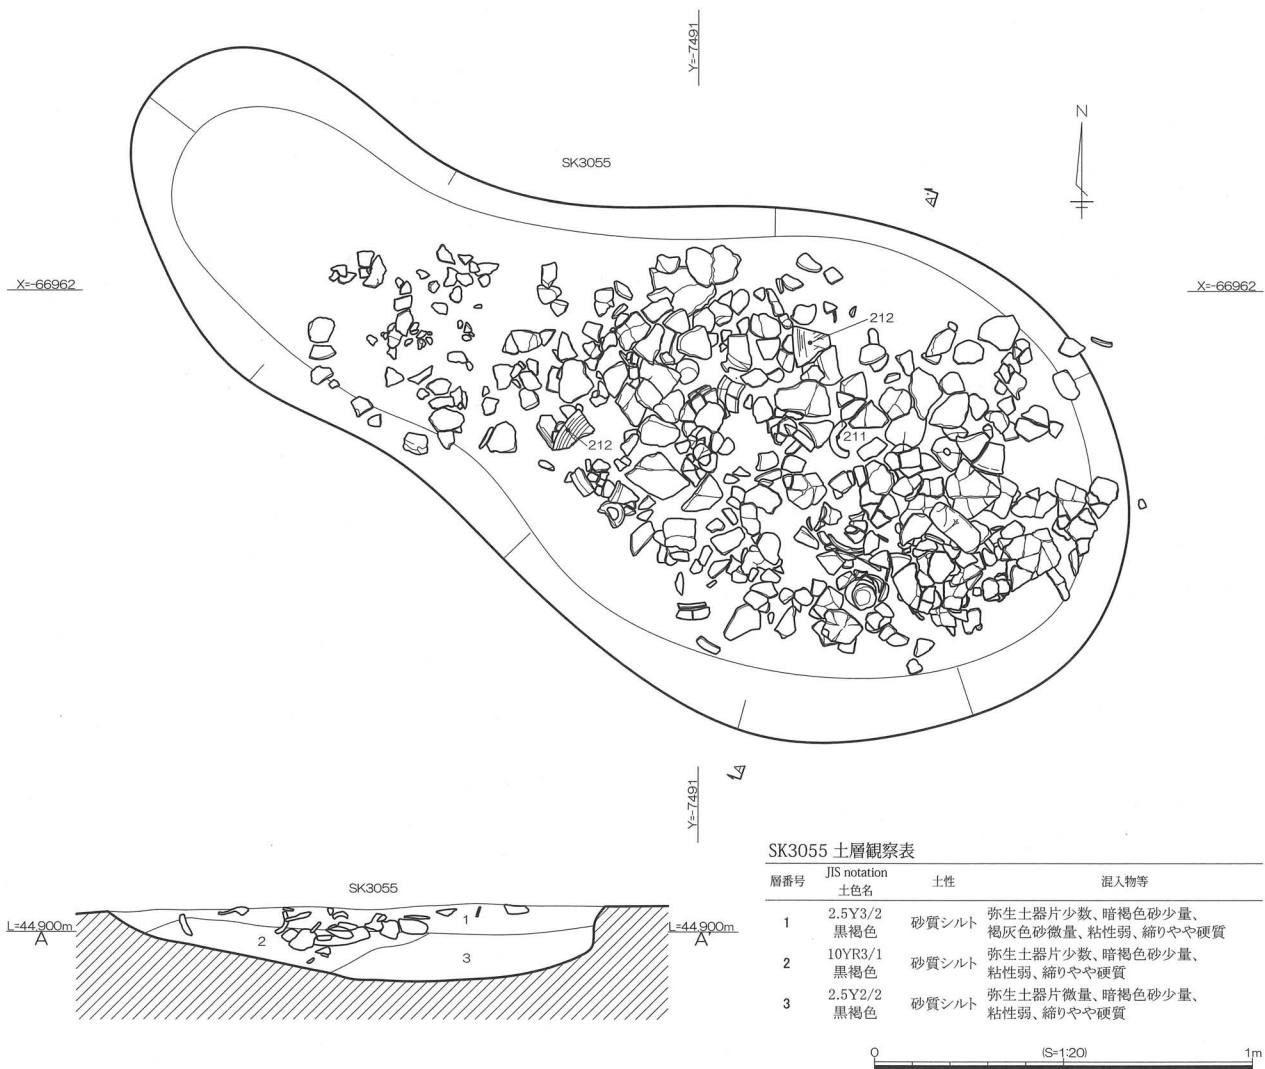 Y=-7491
N
SK3055
A'
X=-66962
X=-66962
212
211
212
A
Y=-7491
SK3055
L=44.900m
A
L=44.900m
A'
1
2
3
SK3055 土層観察表
層番号 JIS notation 土色名 土性 混入物等
1 2.5Y3/2 黒褐色 砂質シルト 弥生土器片少数、暗褐色砂少量、
褐灰色砂微量、粘性弱、締りやや硬質
2 10YR3/1 黒褐色 砂質シルト 弥生土器片少数、暗褐色砂少量、
粘性弱、締りやや硬質
3 2.5Y2/2 黒褐色 砂質シルト 弥生土器片微量、暗褐色砂少量、
粘性弱、締りやや硬質
0 (S=1:20) 1m